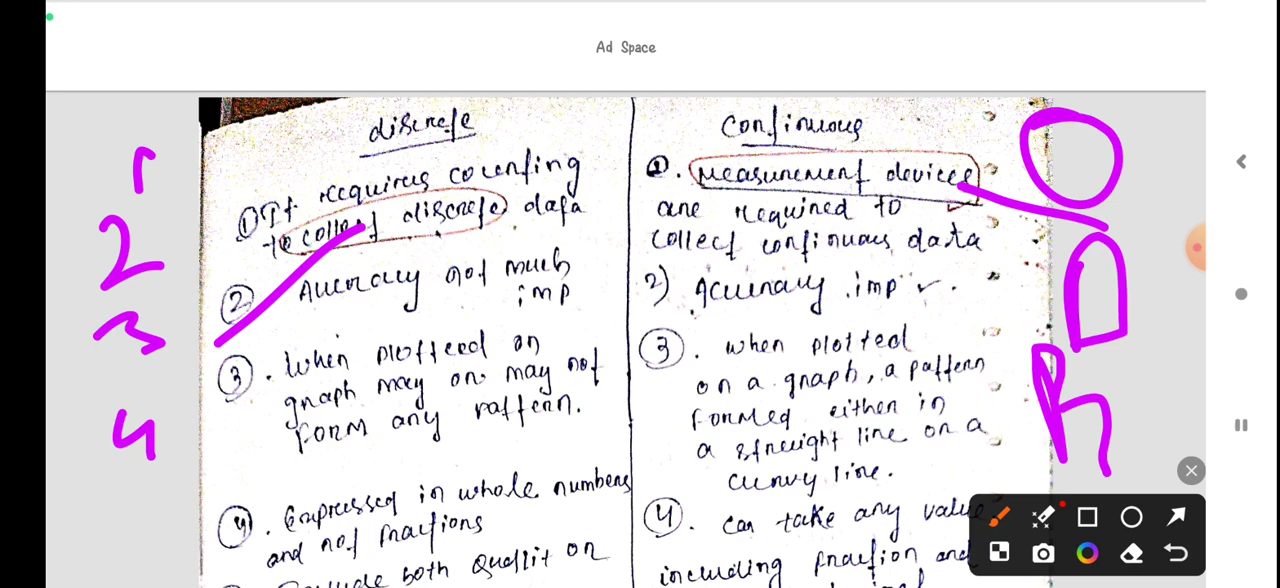 Ad Space
discrete
① It requires counting
to collect discrete data
② Accuracy not much
imp
③. When plotted on
graph may or may not
form any pattern.
④. Expressed in whole numbers
and not fractions
both Qualit or
Continuous
①. Measurement devices
are required to
collect continuous data
2) Accuracy imp
③. when plotted
on a graph, a pattern
formed either in
a straight line or a
curvy line.
④. can take any value
including fraction and
1
2
3
4
O
D
R